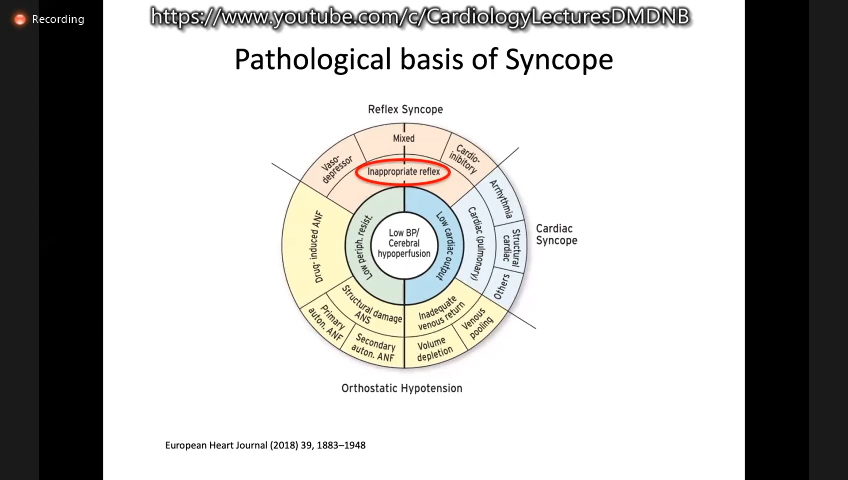 Recording
https://www.youtube.com/c/CardiologyLecturesDMDNB
Pathological basis of Syncope
Reflex Syncope
Mixed
Vaso-
depressor
Cardio-
inibitory
Inappropriate reflex
Arrhythmia
Structural
cardiac
Others
Cardiac
Syncope
Cardiac (pulmonary)
Low cardiac output
Low periph. resist.
Low BP/
Cerebral
hypoperfusion
Drug- induced ANF
Structural damage
ANS
Inadequate
venous return
Primary
auton. ANF
Secondary
auton. ANF
Volume
depletion
Venous
pooling
Orthostatic Hypotension
European Heart Journal (2018) 39, 1883–1948